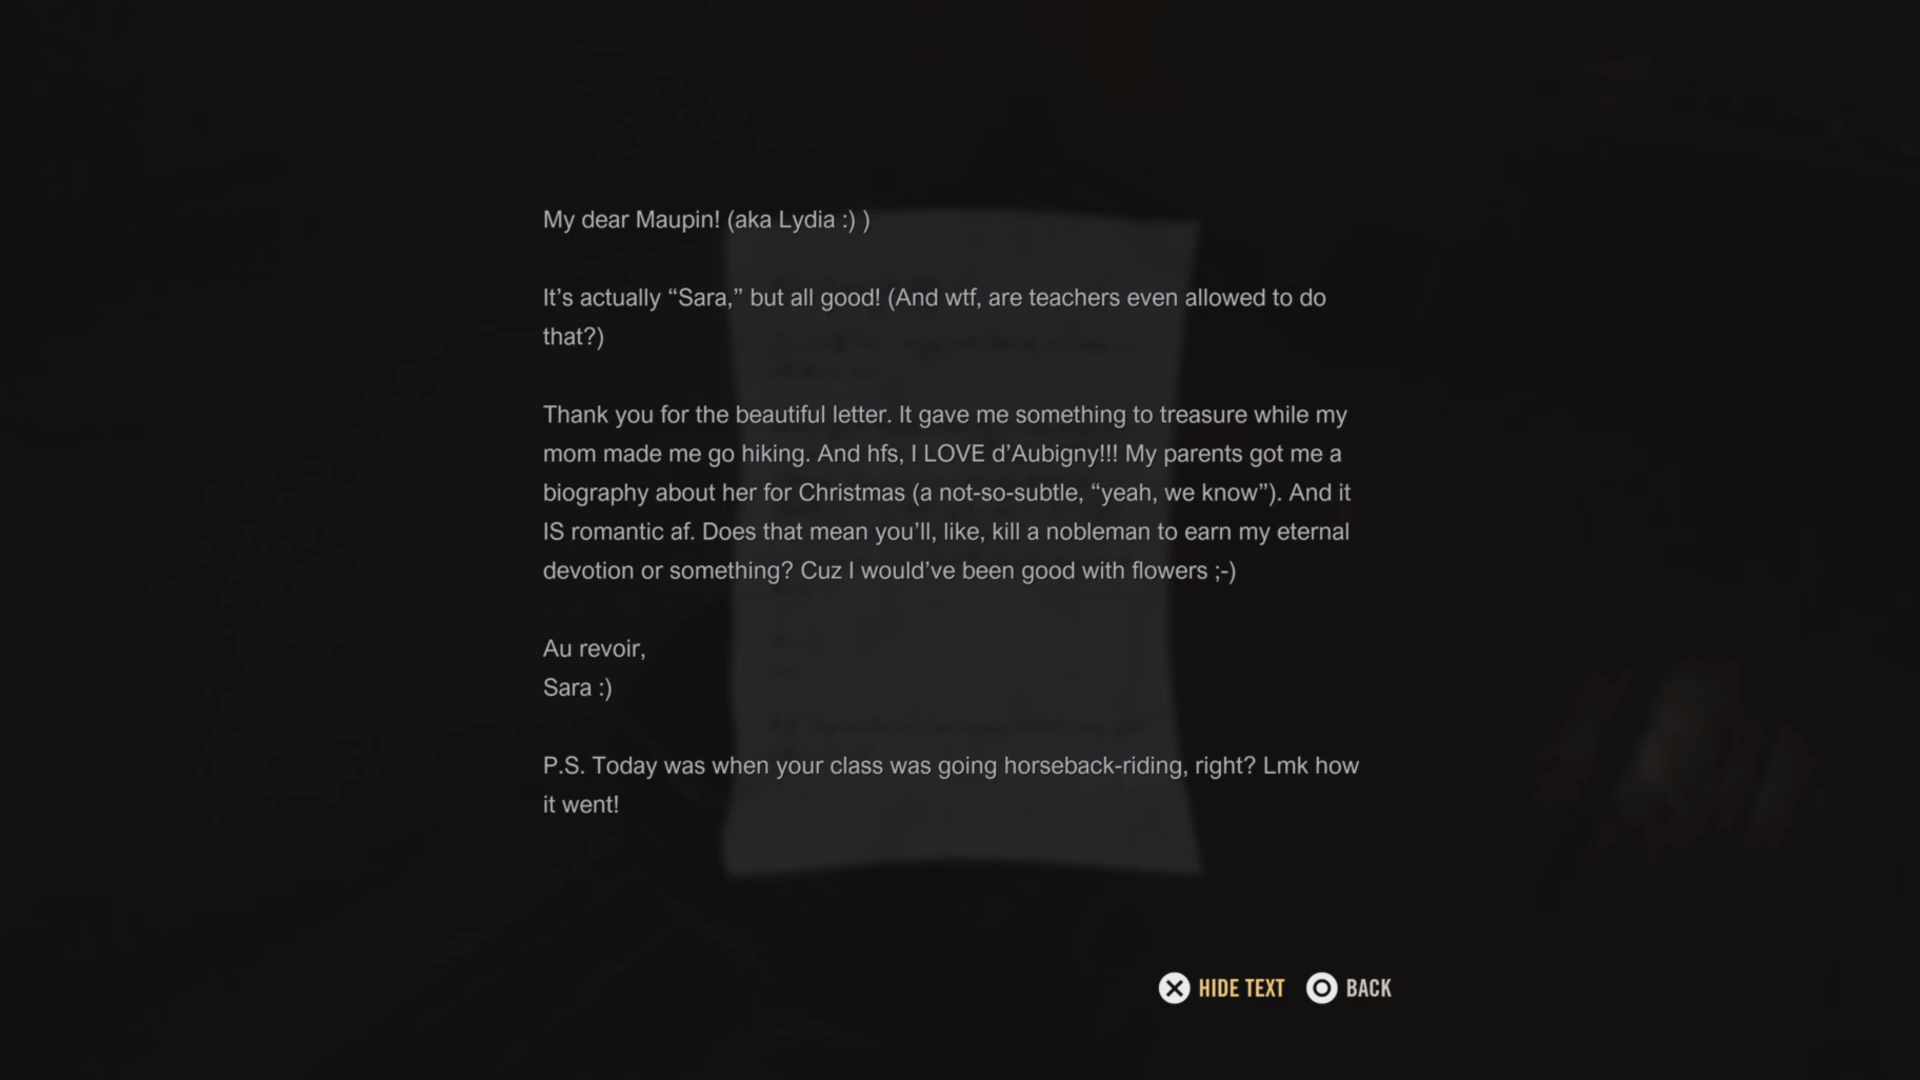 My dear Maupin! (aka Lydia :) )
It’s actually “Sara,” but all good! (And wtf, are teachers even allowed to do
that?)
Thank you for the beautiful letter. It gave me something to treasure while my
mom made me go hiking. And hfs, I LOVE d’Aubigny!!! My parents got me a
biography about her for Christmas (a not-so-subtle, “yeah, we know”). And it
IS romantic af. Does that mean you’ll, like, kill a nobleman to earn my eternal
devotion or something? Cuz I would’ve been good with flowers ;-)
Au revoir,
Sara :)
P.S. Today was when your class was going horseback-riding, right? Lmk how
it went!
HIDE TEXT BACK